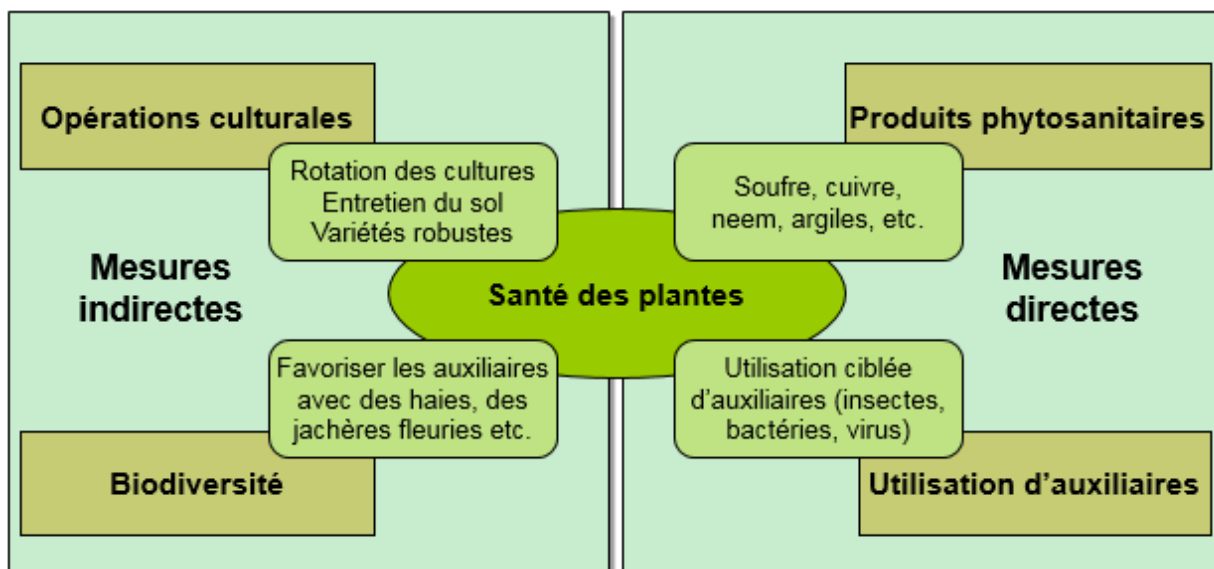 Opérations culturales
Rotation des cultures
Entretien du sol
Variétés robustes
Mesures
indirectes
Favoriser les auxiliaires
avec des haies, des
jachères fleuries etc.
Biodiversité
Santé des plantes
Produits phytosanitaires
Soufre, cuivre,
neem, argiles, etc.
Mesures
directes
Utilisation ciblée
d'auxiliaires (insectes,
bactéries, virus)
Utilisation d'auxiliaires